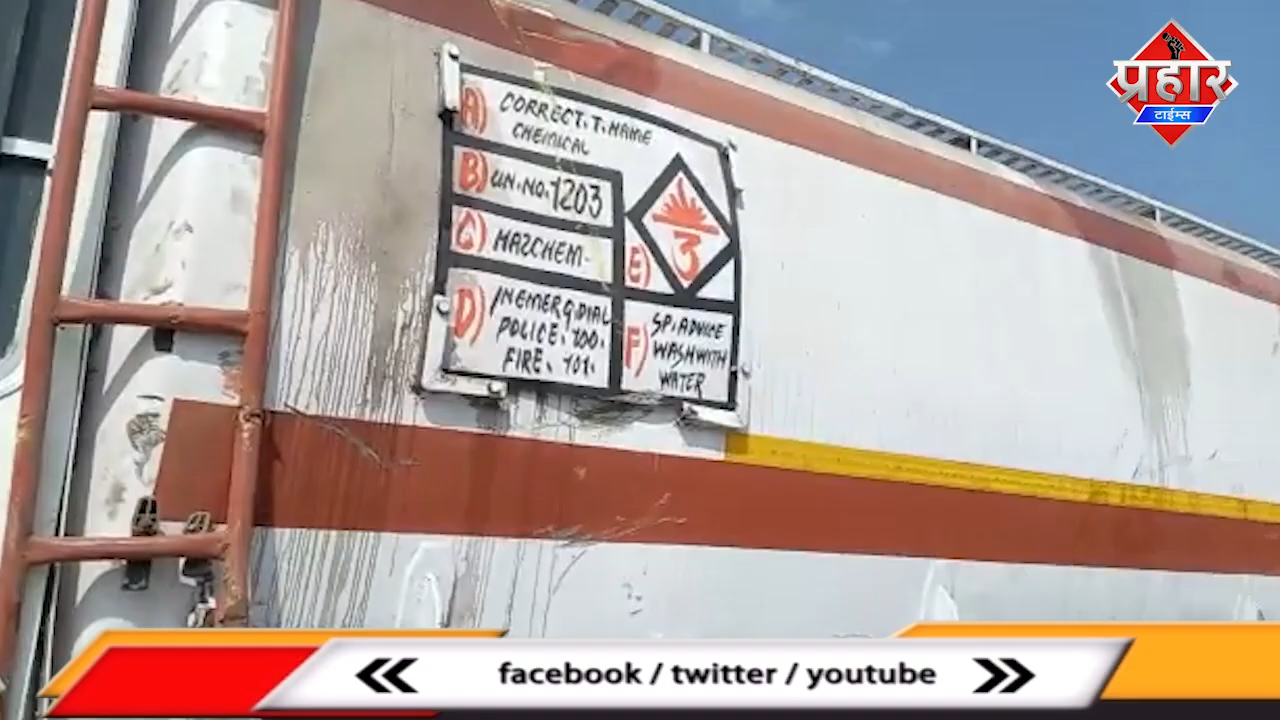 प्रहार
टाईम्स
A) CORRECT.T.NAME
CHEMICAL
B) UN.NO.1203
C) HAZCHEM-
D) IN EMERG.DIAL
POLICE.100.
FIRE.101.
E) 3
F) SP.ADVICE
WASH WITH
WATER
facebook / twitter / youtube